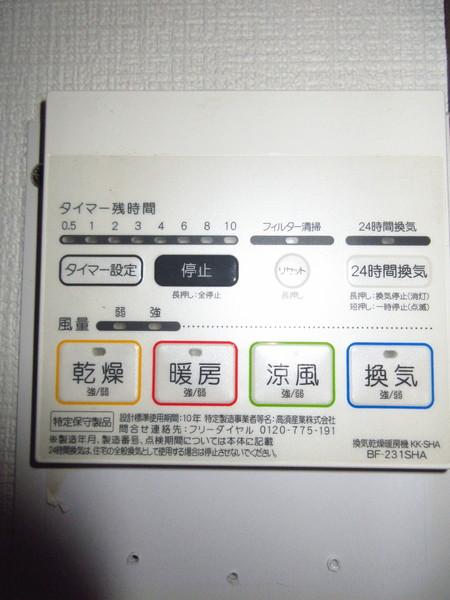 タイマー残時間
0.5 1 2 3 4 6 8 10 フィルター清掃 24時間換気
タイマー設定 停止 リセット 24時間換気
長押し:全停止 長押し 長押し:換気停止(消灯)
短押し:一時停止(点滅)
風量 弱 強
乾燥 暖房 涼風 換気
強/弱 強/弱 強/弱 強/弱
特定保守製品 設計標準使用期間:10年 特定製造事業者等名:高須産業株式会社
問合せ連絡先:フリーダイヤル 0120-775-191
※製造年月、製造番号、点検期間については本体に記載
24時間換気は、住宅の全般換気として使用する場合は停止させないでください。
換気乾燥暖房機 KK-SHA
BF-231SHA